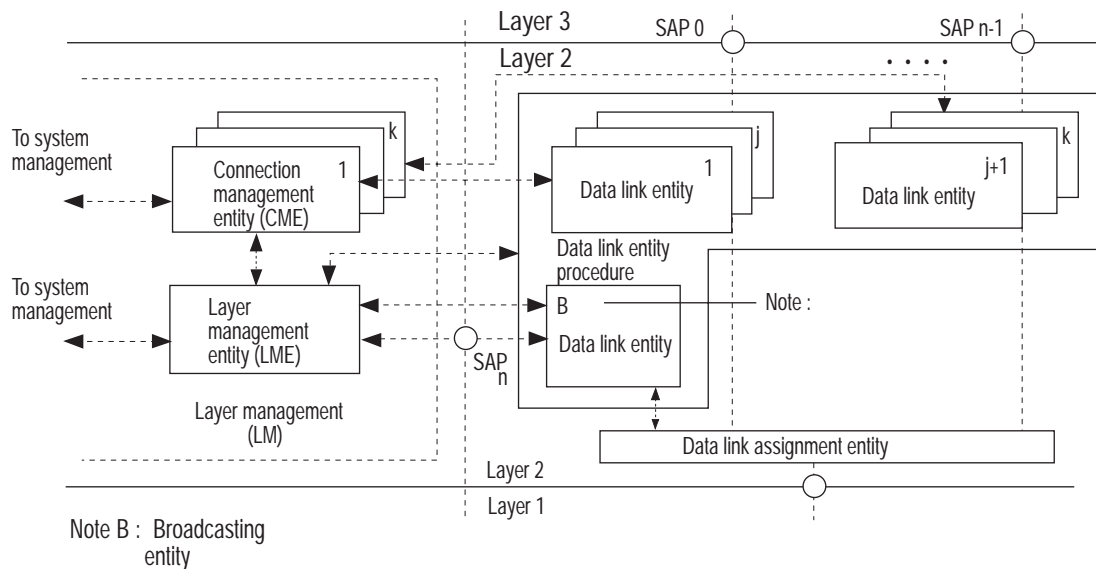 Layer 3
SAP 0
SAP n-1
Layer 2
. . . .
To system
management
k
1
Connection
management
entity (CME)
j
1
Data link entity
k
j+1
Data link entity
Data link entity
procedure
To system
management
Layer
management
entity (LME)
B
Data link entity
Note :
SAP
n
Layer management
(LM)
Data link assignment entity
Layer 2
Layer 1
Note B : Broadcasting
entity